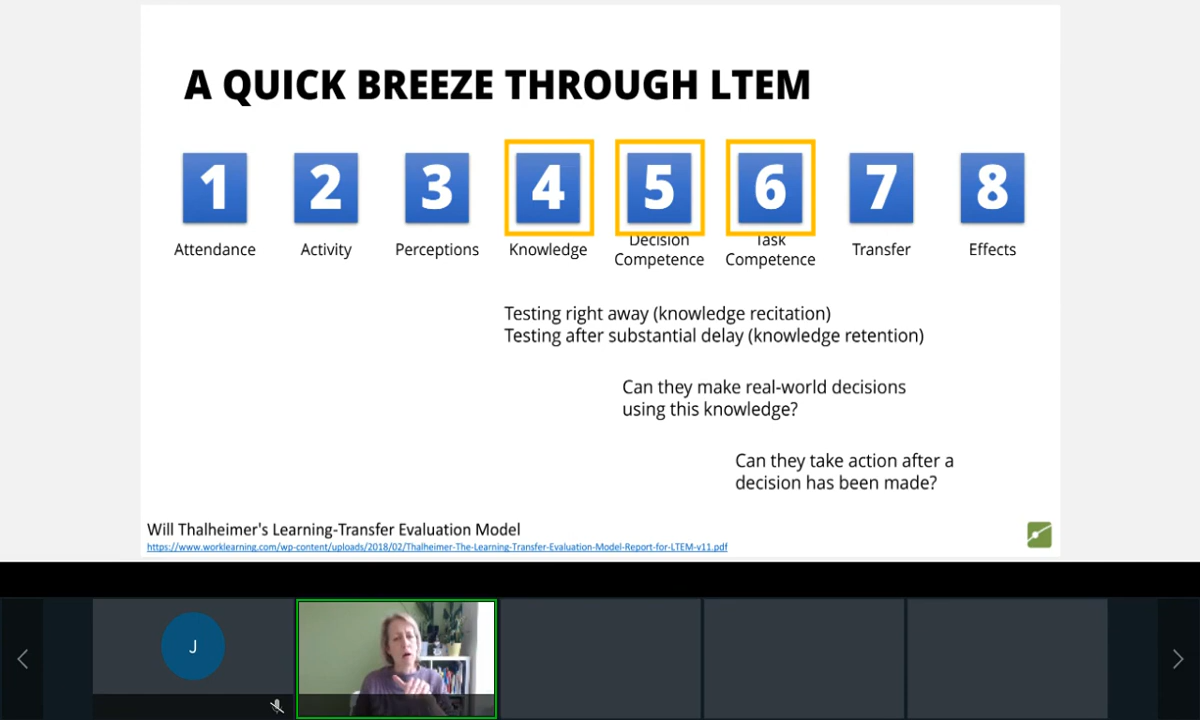 A QUICK BREEZE THROUGH LTEM
1 2 3 4 5 6 7 8
Attendance Activity Perceptions Knowledge Decision Competence Task Competence Transfer Effects
Testing right away (knowledge recitation)
Testing after substantial delay (knowledge retention)
Can they make real-world decisions
using this knowledge?
Can they take action after a
decision has been made?
Will Thalheimer's Learning-Transfer Evaluation Model
https://www.worklearning.com/wp-content/uploads/2018/02/Thalheimer-The-Learning-Transfer-Evaluation-Model-Report-for-LTEM-v11.pdf
J